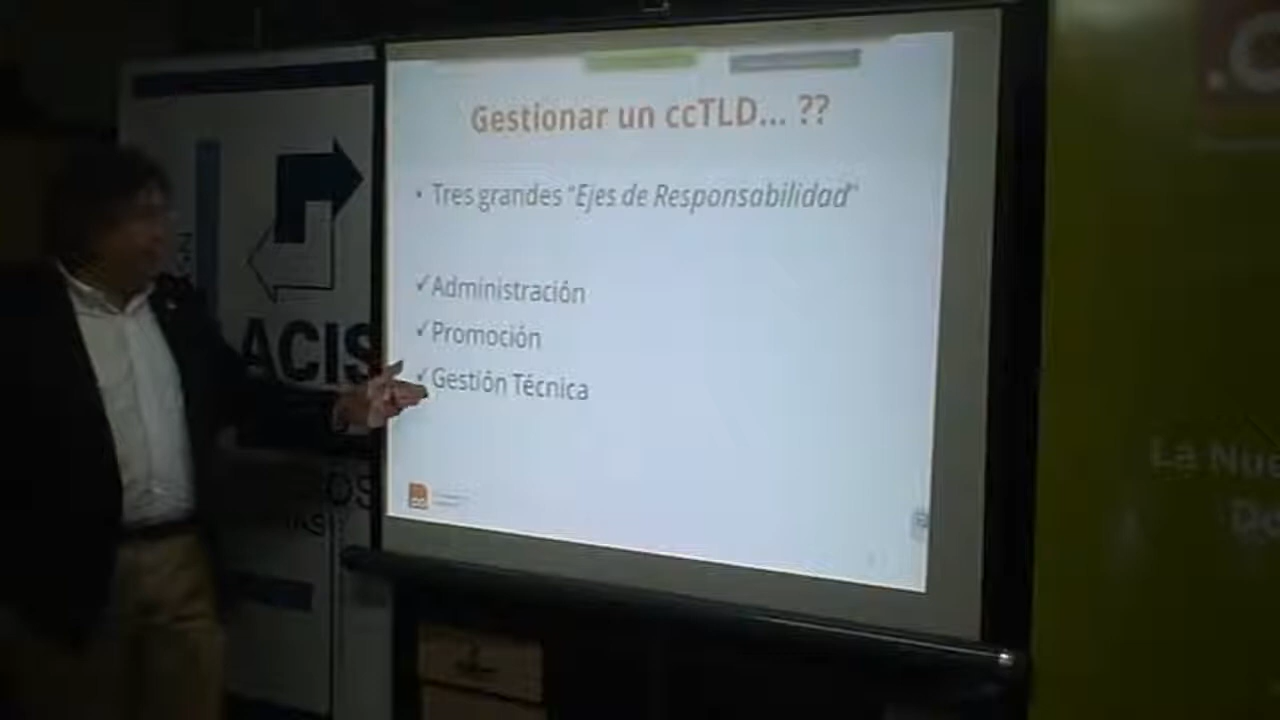 Gestionar un ccTLD... ??
• Tres grandes "Ejes de Responsabilidad"
✓Administración
✓Promoción
✓Gestión Técnica
ACIS
La Nue